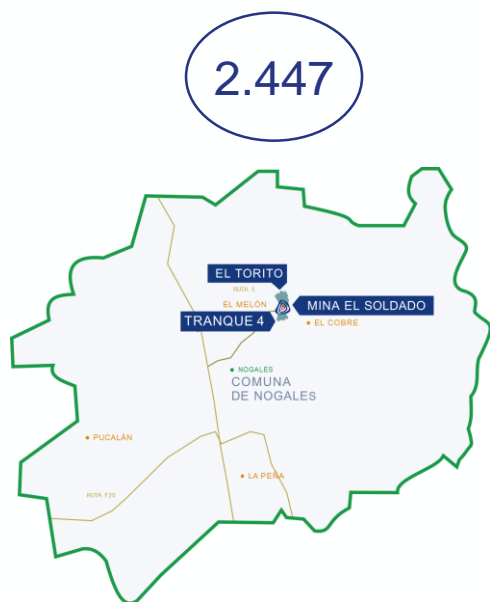 2.447
EL TORITO
RUTA 5
EL MELÓN
MINA EL SOLDADO
TRANQUE 4
EL COBRE
NOGALES
COMUNA
DE NOGALES
PUCALÁN
LA PEÑA
RUTA F20